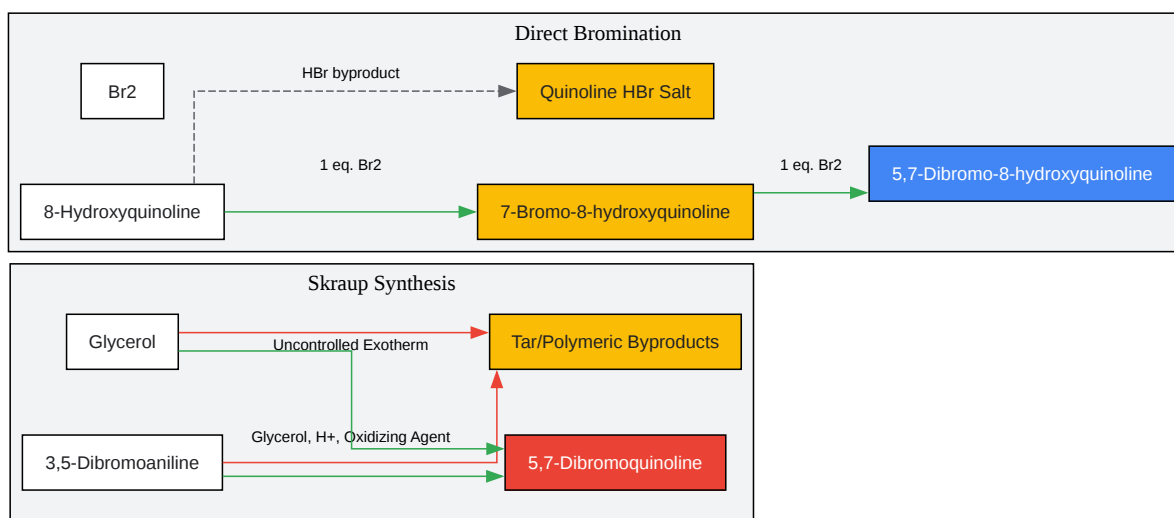 Direct Bromination
HBr byproduct
Br2
Quinoline HBr Salt
1 eq. Br2
1 eq. Br2
5,7-Dibromo-8-hydroxyquinoline
8-Hydroxyquinoline
7-Bromo-8-hydroxyquinoline
Skraup Synthesis
Glycerol
Uncontrolled Exotherm
Tar/Polymeric Byproducts
Glycerol, H+, Oxidizing Agent
3,5-Dibromoaniline
5,7-Dibromoquinoline